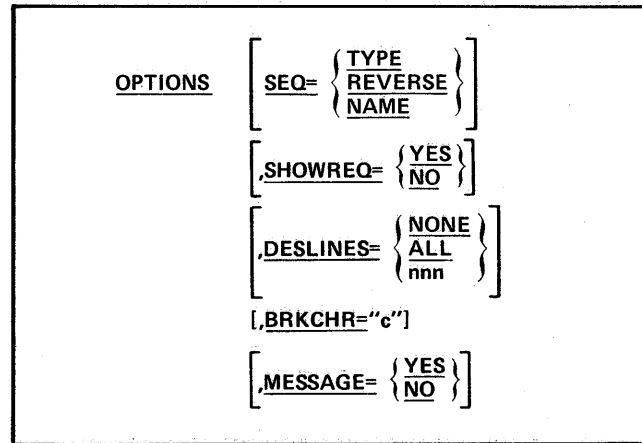 TYPE
OPTIONS SEQ= REVERSE
NAME
YES
,SHOWREQ=
NO
NONE
,DESLINES= ALL
nnn
[,BRKCHR="c"]
YES
,MESSAGE=
NO